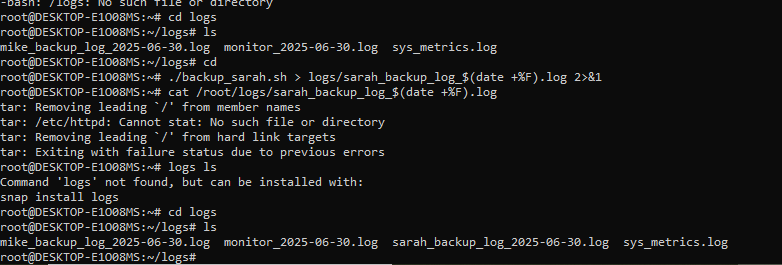 -bash: /logs: No such file or directory
root@DESKTOP-E1O08MS:~# cd logs
root@DESKTOP-E1O08MS:~/logs# ls
mike_backup_log_2025-06-30.log  monitor_2025-06-30.log  sys_metrics.log
root@DESKTOP-E1O08MS:~/logs# cd
root@DESKTOP-E1O08MS:~# ./backup_sarah.sh > logs/sarah_backup_log_$(date +%F).log 2>&1
root@DESKTOP-E1O08MS:~# cat /root/logs/sarah_backup_log_$(date +%F).log
tar: Removing leading `/' from member names
tar: /etc/httpd: Cannot stat: No such file or directory
tar: Removing leading `/' from hard link targets
tar: Exiting with failure status due to previous errors
root@DESKTOP-E1O08MS:~# logs ls
Command 'logs' not found, but can be installed with:
snap install logs
root@DESKTOP-E1O08MS:~# cd logs
root@DESKTOP-E1O08MS:~/logs# ls
mike_backup_log_2025-06-30.log  monitor_2025-06-30.log  sarah_backup_log_2025-06-30.log  sys_metrics.log
root@DESKTOP-E1O08MS:~/logs#